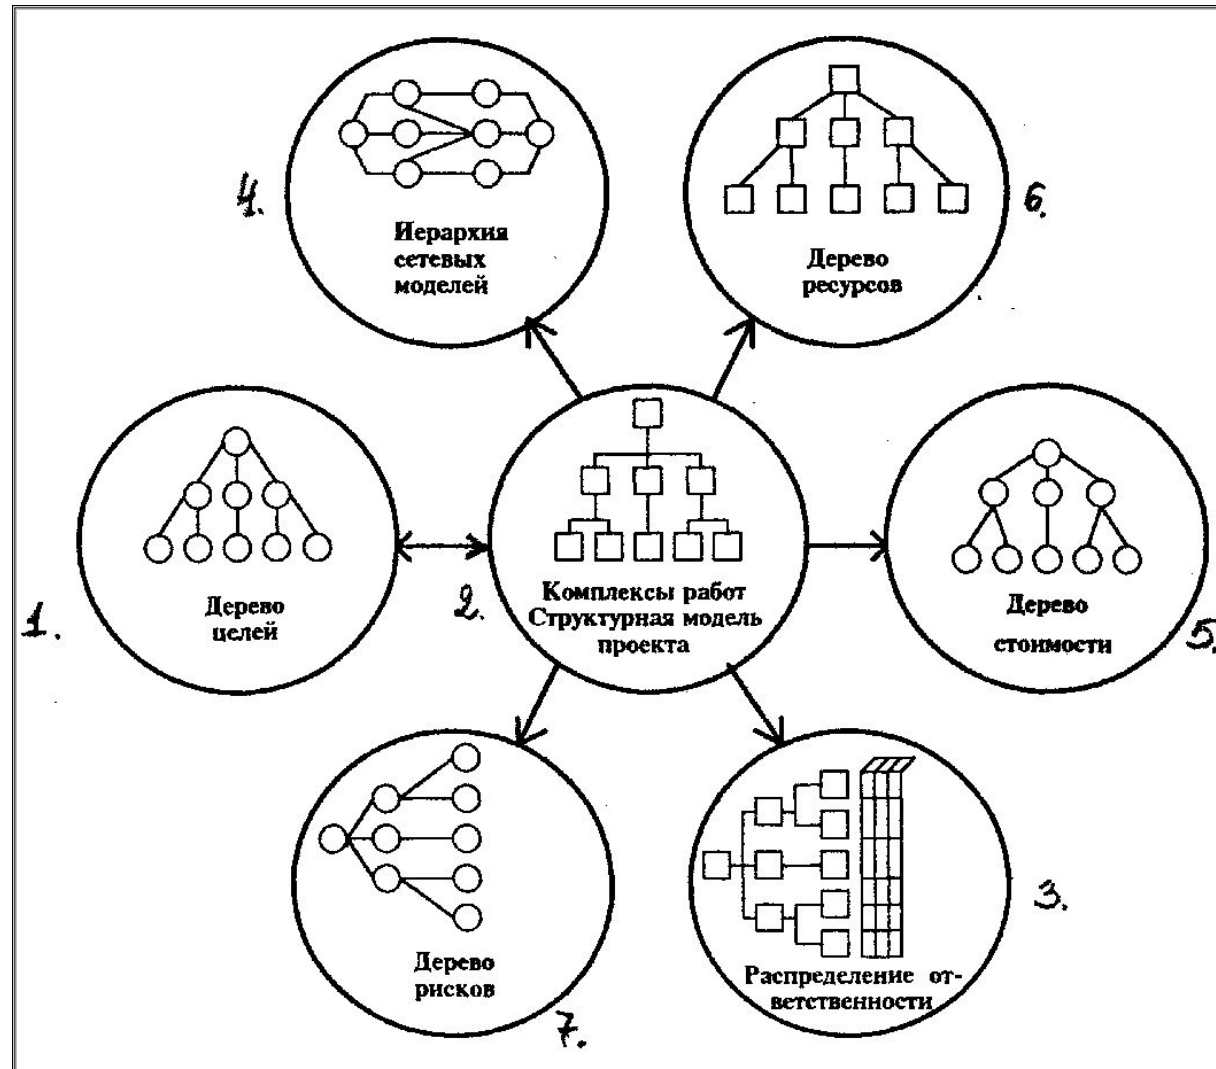 4.
Иерархия
сетевых
моделей
6.
Дерево
ресурсов
1.
Дерево
целей
2.
Комплексы работ
Структурная модель
проекта
5.
Дерево
стоимости
7.
Дерево
рисков
3.
Распределение от-
ветственности